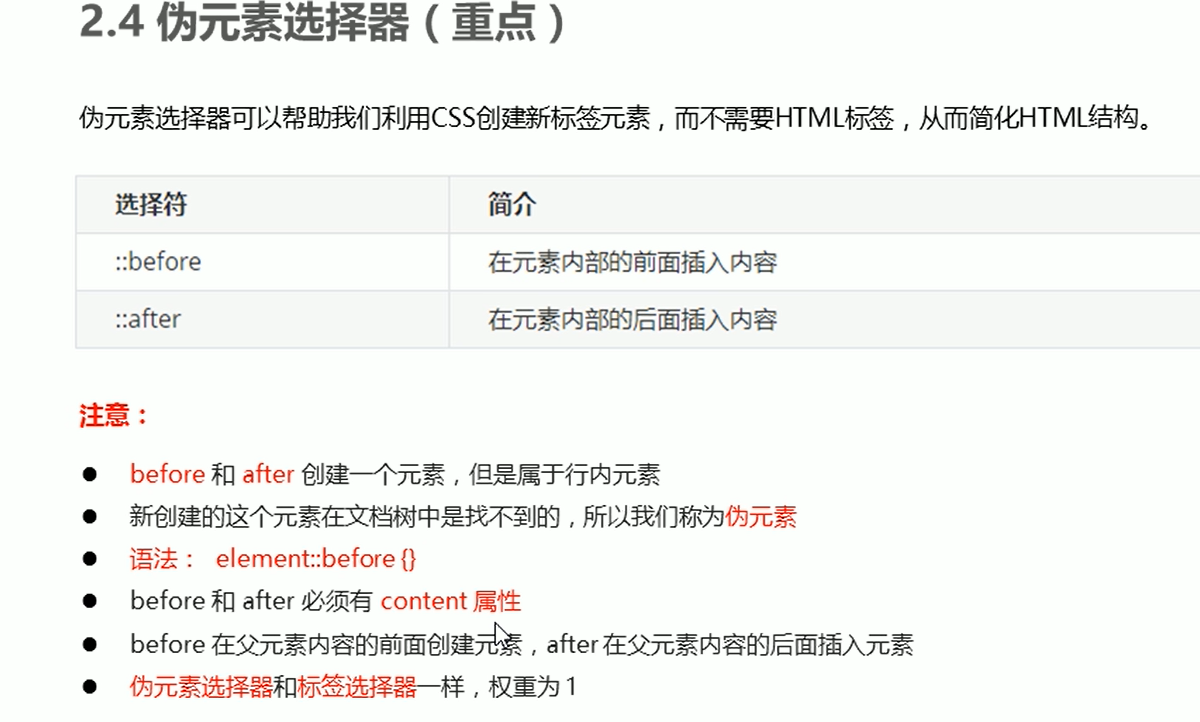 2.4 伪元素选择器（重点）
伪元素选择器可以帮助我们利用CSS创建新标签元素，而不需要HTML标签，从而简化HTML结构。
选择符 简介
::before 在元素内部的前面插入内容
::after 在元素内部的后面插入内容
注意：
● before 和 after 创建一个元素，但是属于行内元素
● 新创建的这个元素在文档树中是找不到的，所以我们称为伪元素
● 语法： element::before {}
● before 和 after 必须有 content 属性
● before 在父元素内容的前面创建元素，after 在父元素内容的后面插入元素
● 伪元素选择器和标签选择器一样，权重为 1